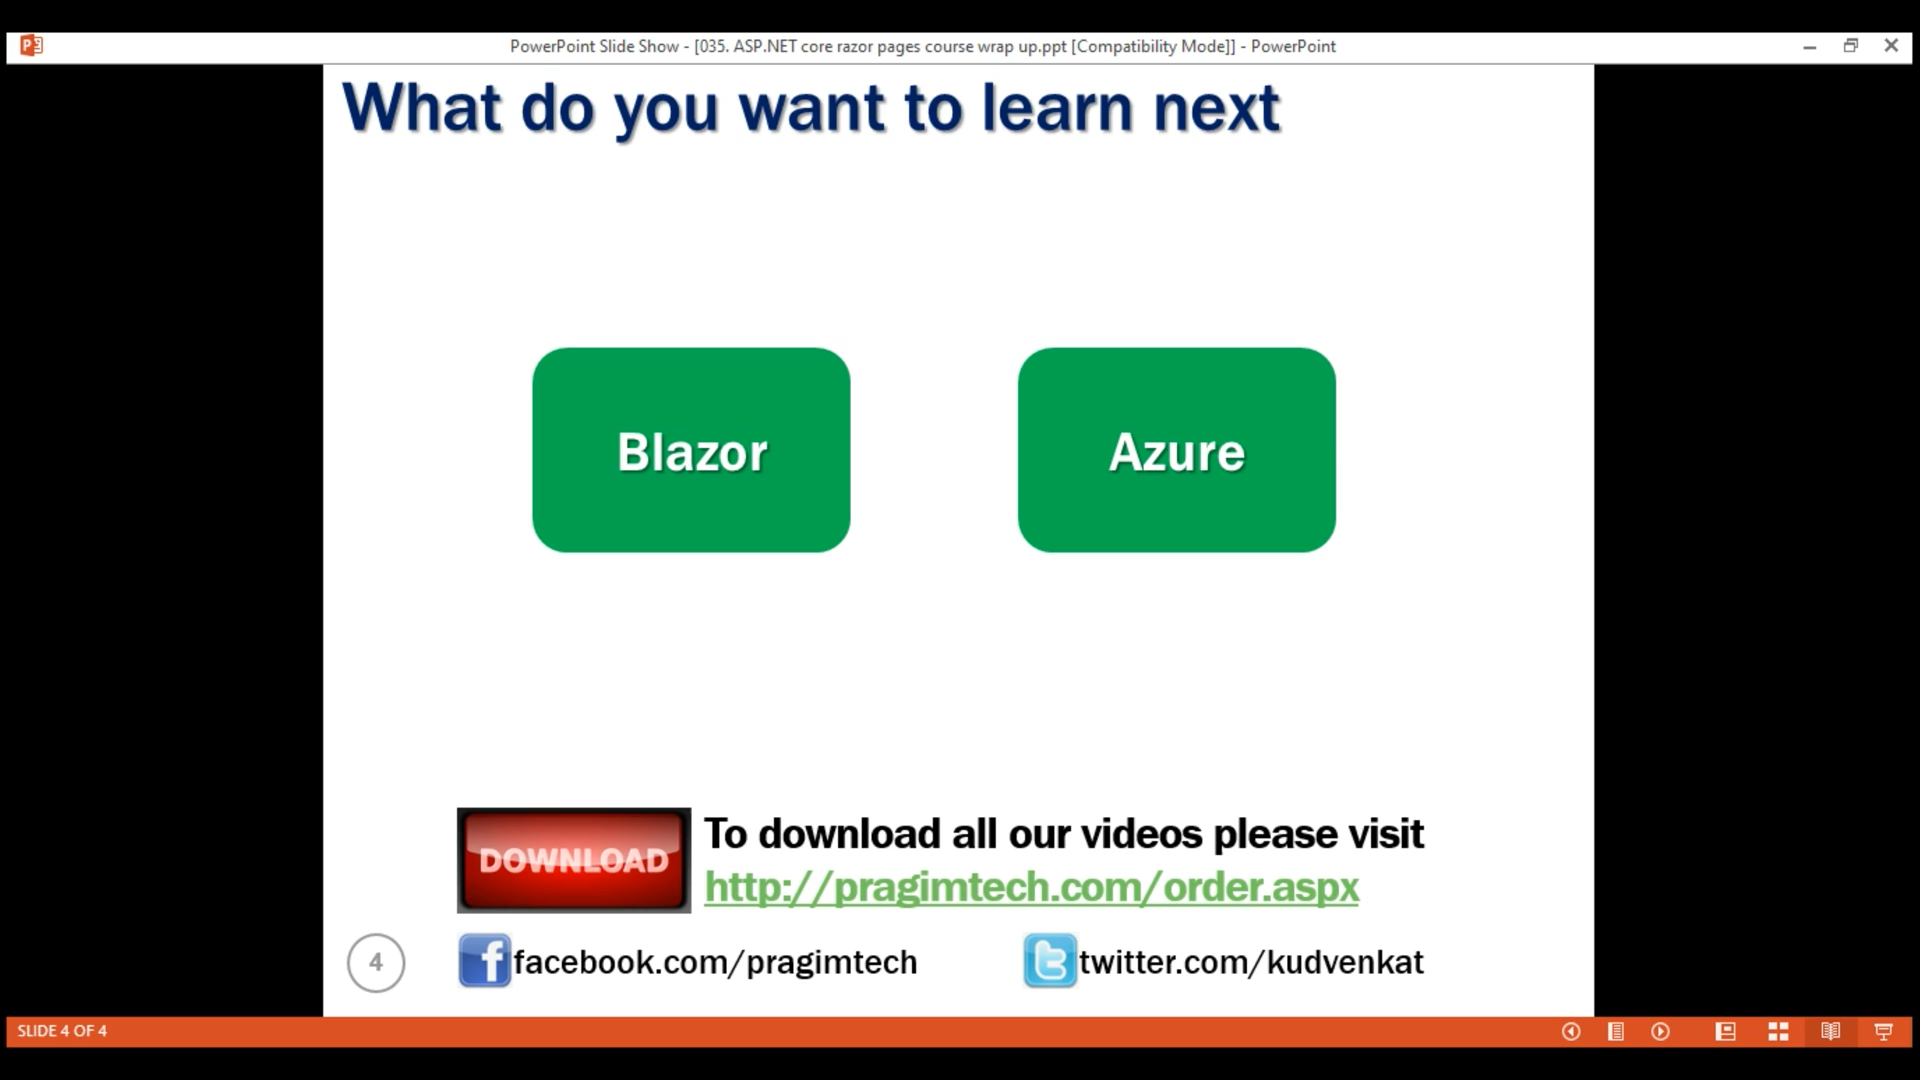 PowerPoint Slide Show - [035. ASP.NET core razor pages course wrap up.ppt [Compatibility Mode]] - PowerPoint
What do you want to learn next
Blazor
Azure
DOWNLOAD
To download all our videos please visit
http://pragimtech.com/order.aspx
4
facebook.com/pragimtech
twitter.com/kudvenkat
SLIDE 4 OF 4